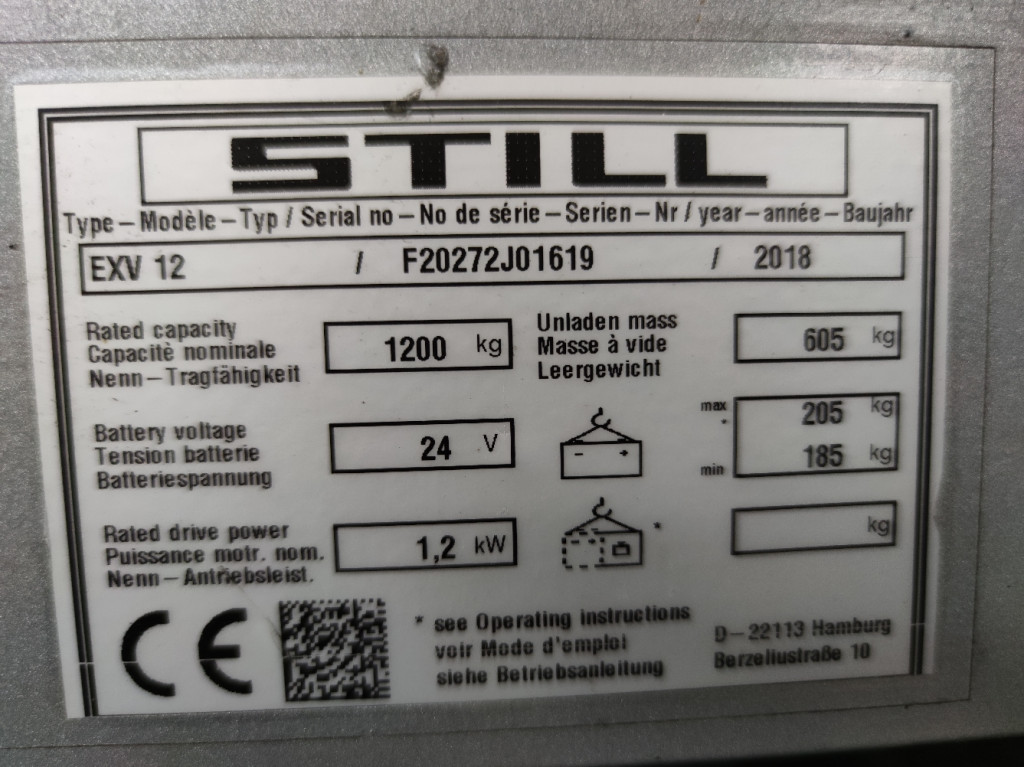 STILL
Type – Modèle – Typ / Serial no – No de série – Serien – Nr / year – année – Baujahr
EXV 12 / F20272J01619 / 2018
Rated capacity
Capacitè nominale
Nenn – Tragfähigkeit
1200 kg
Unladen mass
Masse à vide
Leergewicht
605 kg
Battery voltage
Tension batterie
Batteriespannung
24 V
- +
max 205 kg
*
min 185 kg
Rated drive power
Puissance motr. nom.
Nenn – Antriebsleist.
1,2 kW
*
kg
CE
* see Operating instructions
voir Mode d'emploi
siehe Betriebsanleitung
D – 22113 Hamburg
Berzeliustraße 10